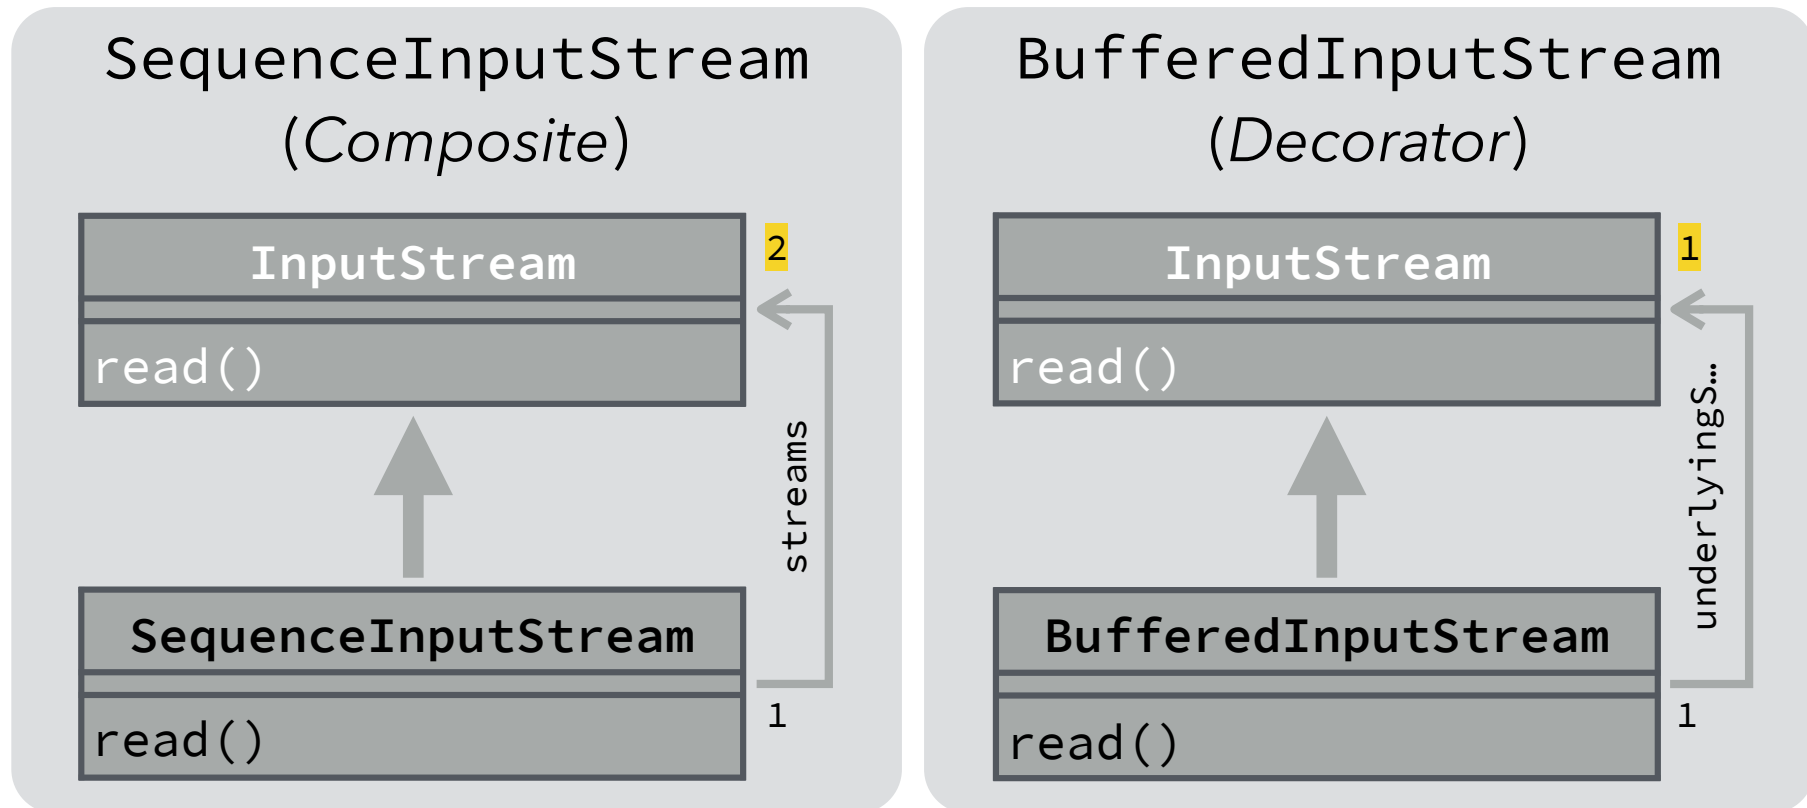 SequenceInputStream
(Composite)
InputStream
2
read()
streams
SequenceInputStream
1
read()
BufferedInputStream
(Decorator)
InputStream
1
read()
underlyingS…
BufferedInputStream
1
read()